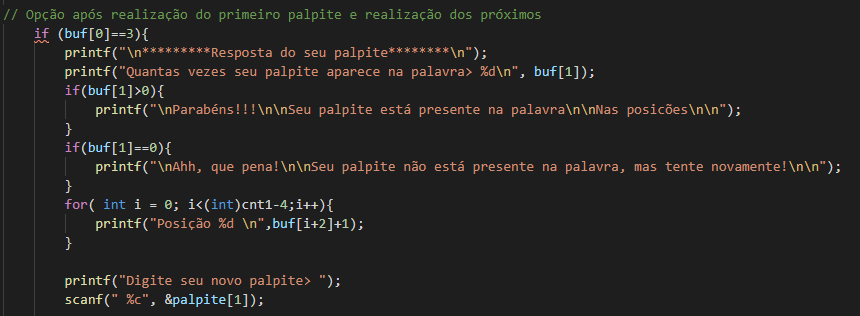 // Opção após realização do primeiro palpite e realização dos próximos
if (buf[0]==3){
printf("\n*********Resposta do seu palpite********\n");
printf("Quantas vezes seu palpite aparece na palavra> %d\n", buf[1]);
if(buf[1]>0){
printf("\nParabéns!!!\n\nSeu palpite está presente na palavra\n\nNas posicões\n\n");
}
if(buf[1]==0){
printf("\nAhh, que pena!\n\nSeu palpite não está presente na palavra, mas tente novamente!\n\n");
}
for( int i = 0; i<(int)cnt1-4;i++){
printf("Posição %d \n",buf[i+2]+1);
}
printf("Digite seu novo palpite> ");
scanf(" %c", &palpite[1]);